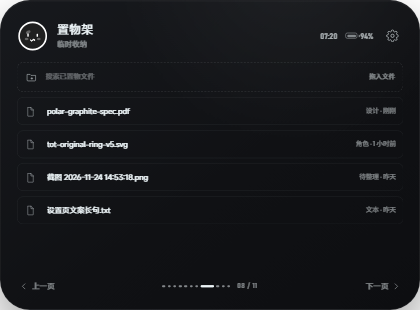 置物架
临时收纳
07:20 94%
搜索已置物文件 拖入文件
polar-graphite-spec.pdf 设计 · 刚刚
tot-original-ring-v5.svg 角色 · 1 小时前
截图 2026-11-24 14:53:18.png 待整理 · 昨天
设置页文案长句.txt 文本 · 昨天
上一页 08 / 11 下一页